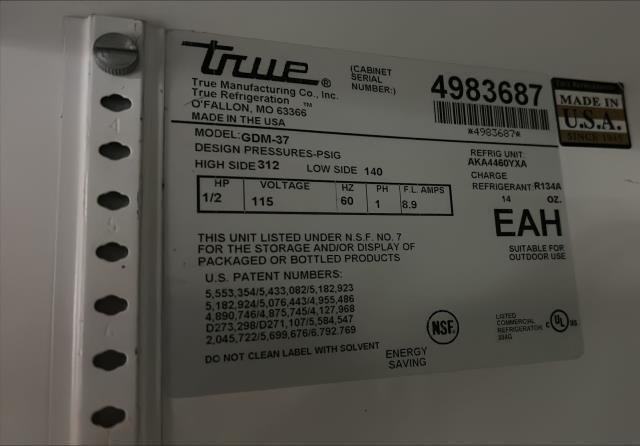 true®
True Manufacturing Co., Inc.
True Refrigeration ™
O'FALLON, MO 63366
MADE IN THE USA
(CABINET
SERIAL
NUMBER:)
4983687
*4983687*
MADE IN
U.S.A.
SINCE 1945
MODEL: GDM-37
DESIGN PRESSURES-PSIG
HIGH SIDE 312 LOW SIDE 140
REFRIG UNIT:
AKA4460YXA
CHARGE
REFRIGERANT: R134A
14 OZ.
HP VOLTAGE HZ PH F.L. AMPS
1/2 115 60 1 8.9
EAH
SUITABLE FOR
OUTDOOR USE
THIS UNIT LISTED UNDER N.S.F. NO. 7
FOR THE STORAGE AND/OR DISPLAY OF
PACKAGED OR BOTTLED PRODUCTS
U.S. PATENT NUMBERS:
5,553,354/5,433,082/5,182,923
5,182,924/5,076,443/4,955,486
4,890,746/4,875,745/4,127,968
D273,298/D271,107/5,584,547
2,045,722/5,699,676/6.792.769
DO NOT CLEAN LABEL WITH SOLVENT
ENERGY
SAVING
NSF®
LISTED
COMMERCIAL
REFRIGERATOR
394G
C UL US